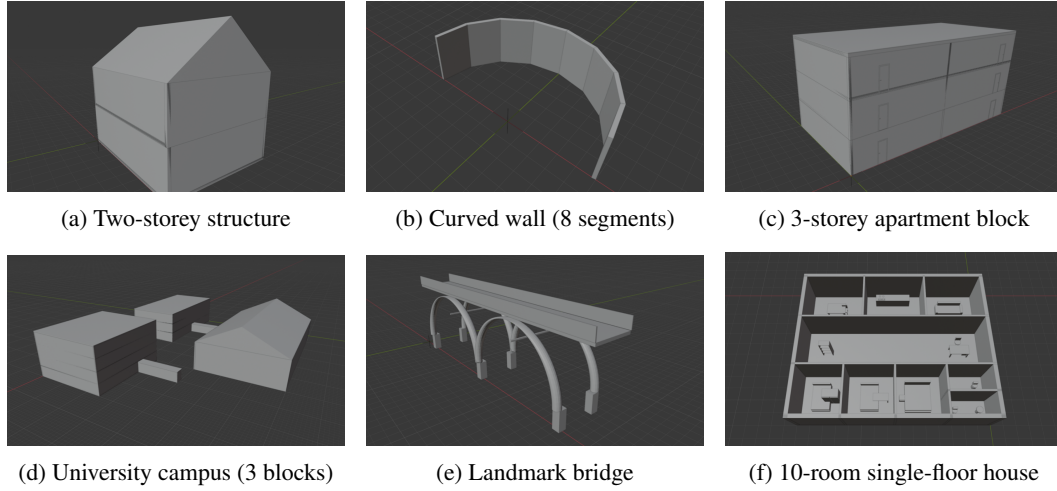 (a) Two-storey structure
(b) Curved wall (8 segments)
(c) 3-storey apartment block
(d) University campus (3 blocks)
(e) Landmark bridge
(f) 10-room single-floor house